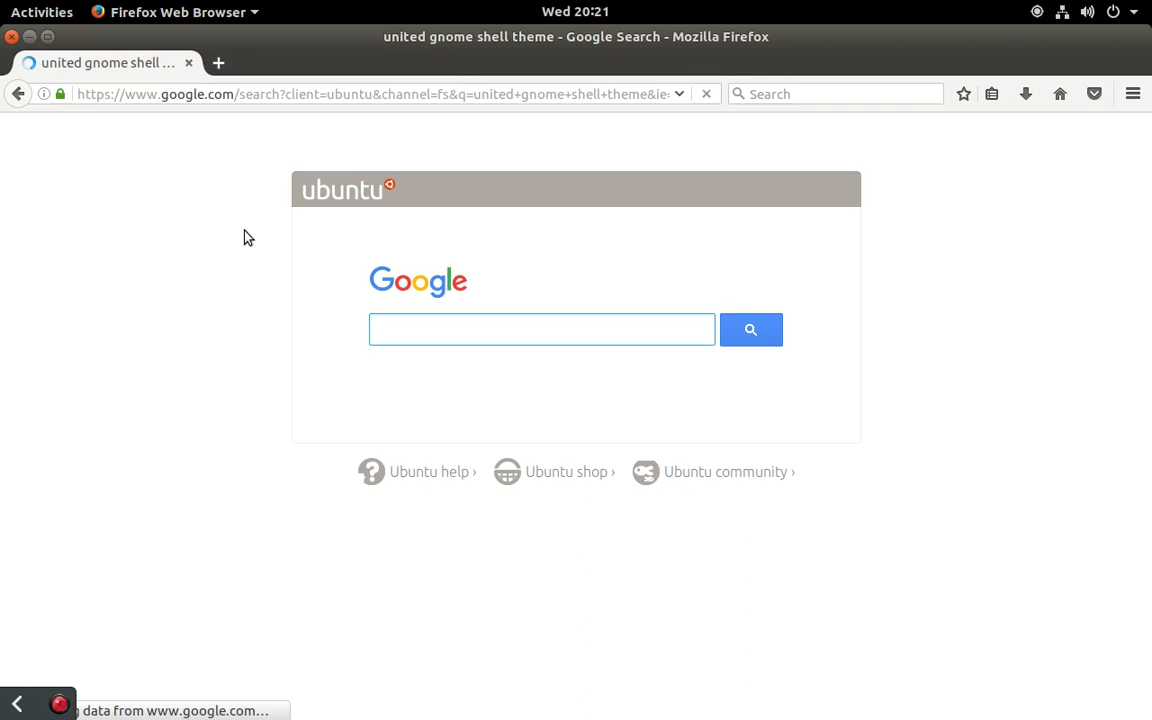 Activities Firefox Web Browser Wed 20:21
united gnome shell theme - Google Search - Mozilla Firefox
united gnome shell ...
https://www.google.com/search?client=ubuntu&channel=fs&q=united+gnome+shell+theme&ie= Search
ubuntu
Google
Ubuntu help › Ubuntu shop › Ubuntu community ›
data from www.google.com...